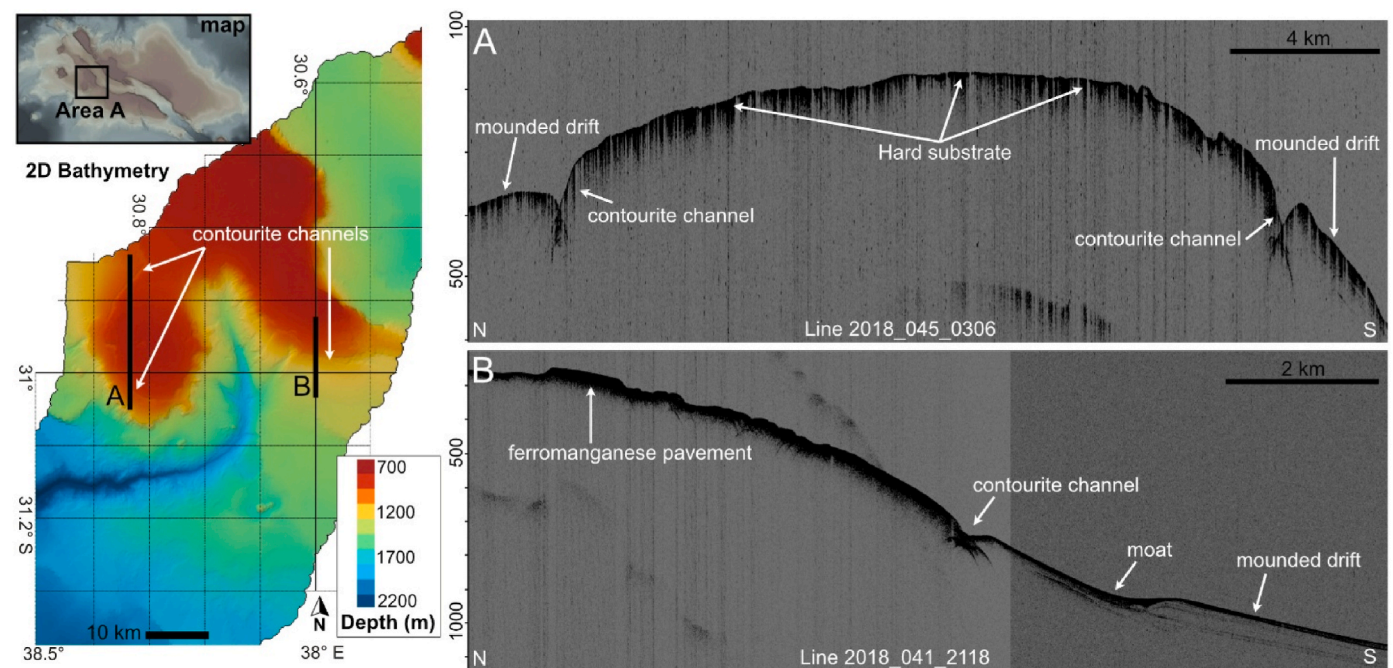 map
Area A
2D Bathymetry
30.6°
30.8°
contourite channels
31°
A
B
31.2° S
700
1200
1700
2200
Depth (m)
N
10 km
38.5°
38° E
A
4 km
100
mounded drift
Hard substrate
mounded drift
contourite channel
contourite channel
500
N
Line 2018_045_0306
S
B
2 km
ferromanganese pavement
500
contourite channel
moat
mounded drift
1000
N
Line 2018_041_2118
S